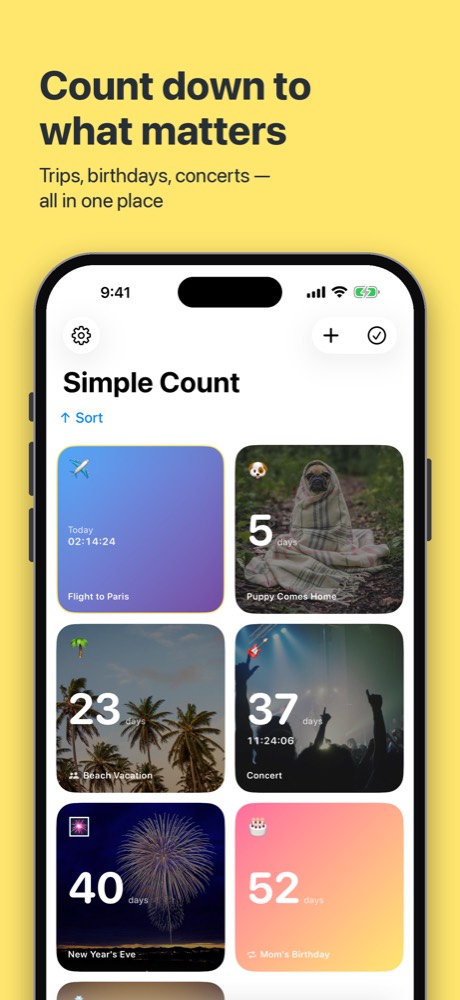 Count down to
what matters
Trips, birthdays, concerts —
all in one place
9:41
Simple Count
↑ Sort
Today
02:14:24
Flight to Paris
5 days
Puppy Comes Home
23 days
Beach Vacation
37 days
11:24:06
Concert
40 days
New Year's Eve
52 days
Mom's Birthday